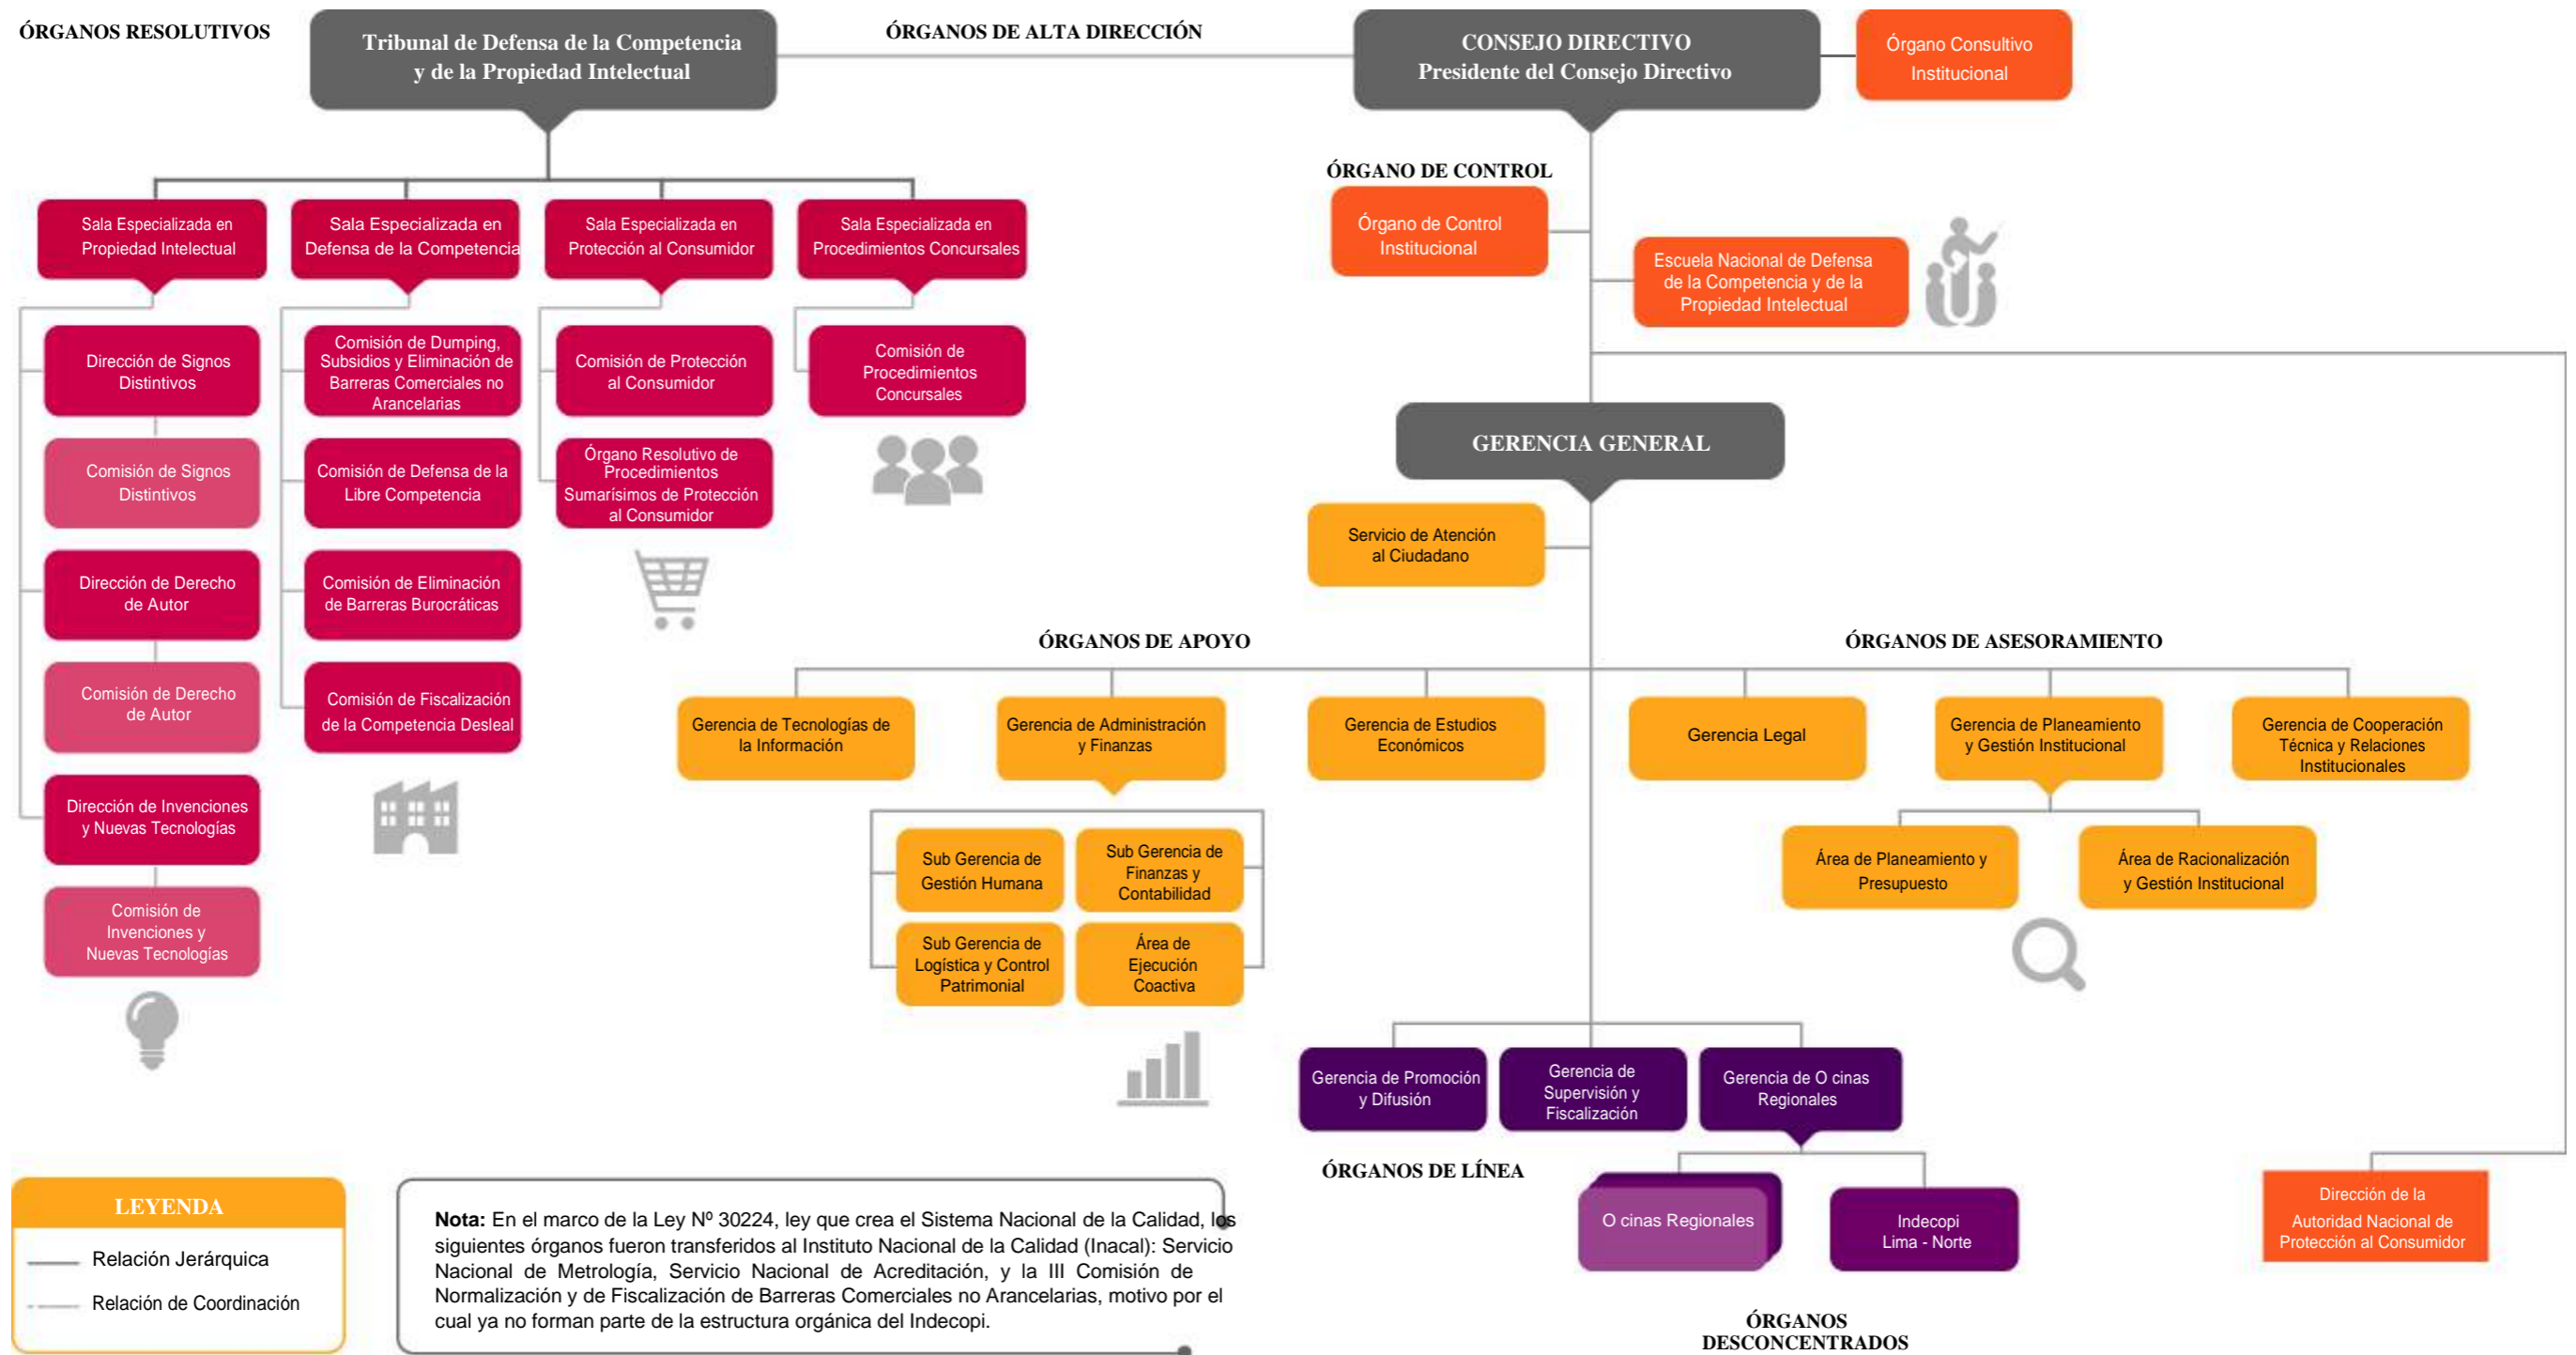 ÓRGANOS RESOLUTIVOS
Tribunal de Defensa de la Competencia
y de la Propiedad Intelectual
ÓRGANOS DE ALTA DIRECCIÓN
CONSEJO DIRECTIVO
Presidente del Consejo Directivo
Órgano Consultivo
Institucional
ÓRGANO DE CONTROL
Órgano de Control
Institucional
Escuela Nacional de Defensa
de la Competencia y de la
Propiedad Intelectual
Sala Especializada en
Propiedad Intelectual
Sala Especializada en
Defensa de la Competencia
Sala Especializada en
Protección al Consumidor
Sala Especializada en
Procedimientos Concursales
Dirección de Signos
Distintivos
Comisión de Signos
Distintivos
Dirección de Derecho
de Autor
Comisión de Derecho
de Autor
Dirección de Invenciones
y Nuevas Tecnologías
Comisión de
Invenciones y
Nuevas Tecnologías
Comisión de Dumping,
Subsidios y Eliminación de
Barreras Comerciales no
Arancelarias
Comisión de Defensa de la
Libre Competencia
Comisión de Eliminación
de Barreras Burocráticas
Comisión de Fiscalización
de la Competencia Desleal
Comisión de Protección
al Consumidor
Órgano Resolutivo de
Procedimientos
Sumarísimos de Protección
al Consumidor
Comisión de
Procedimientos
Concursales
GERENCIA GENERAL
Servicio de Atención
al Ciudadano
ÓRGANOS DE APOYO
ÓRGANOS DE ASESORAMIENTO
Gerencia de Tecnologías de
la Información
Gerencia de Administración
y Finanzas
Gerencia de Estudios
Económicos
Gerencia Legal
Gerencia de Planeamiento
y Gestión Institucional
Gerencia de Cooperación
Técnica y Relaciones
Institucionales
Sub Gerencia de
Gestión Humana
Sub Gerencia de
Finanzas y
Contabilidad
Sub Gerencia de
Logística y Control
Patrimonial
Área de
Ejecución
Coactiva
Área de Planeamiento y
Presupuesto
Área de Racionalización
y Gestión Institucional
Gerencia de Promoción
y Difusión
Gerencia de
Supervisión y
Fiscalización
Gerencia de O cinas
Regionales
ÓRGANOS DE LÍNEA
O cinas Regionales
Indecopi
Lima - Norte
Dirección de la
Autoridad Nacional de
Protección al Consumidor
ÓRGANOS
DESCONCENTRADOS
LEYENDA
Relación Jerárquica
Relación de Coordinación
Nota: En el marco de la Ley Nº 30224, ley que crea el Sistema Nacional de la Calidad, los
siguientes órganos fueron transferidos al Instituto Nacional de la Calidad (Inacal): Servicio
Nacional de Metrología, Servicio Nacional de Acreditación, y la III Comisión de
Normalización y de Fiscalización de Barreras Comerciales no Arancelarias, motivo por el
cual ya no forman parte de la estructura orgánica del Indecopi.